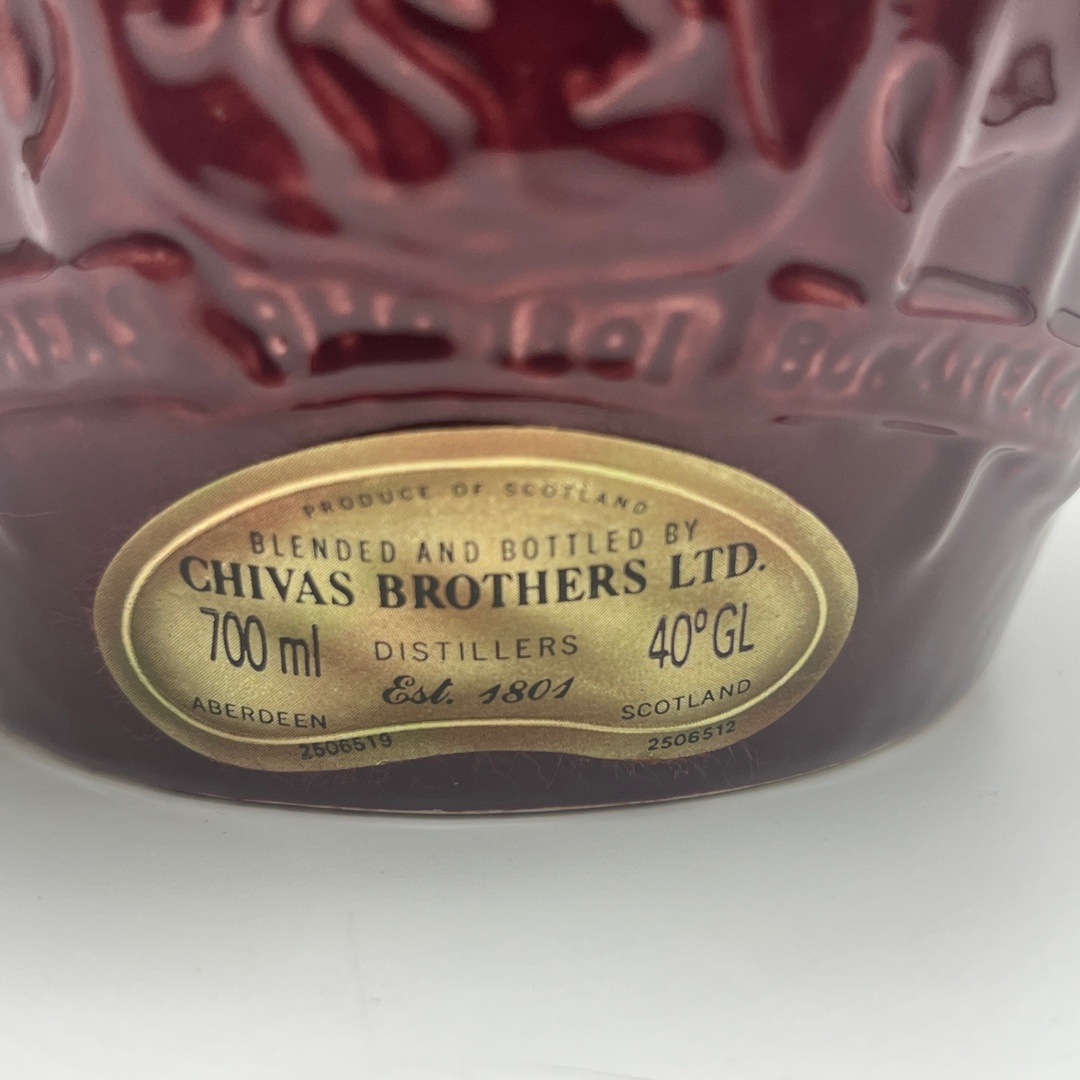 PRODUCE OF SCOTLAND
BLENDED AND BOTTLED BY
CHIVAS BROTHERS LTD.
700 ml DISTILLERS 40º GL
Est. 1801
ABERDEEN SCOTLAND
2506519 2506512